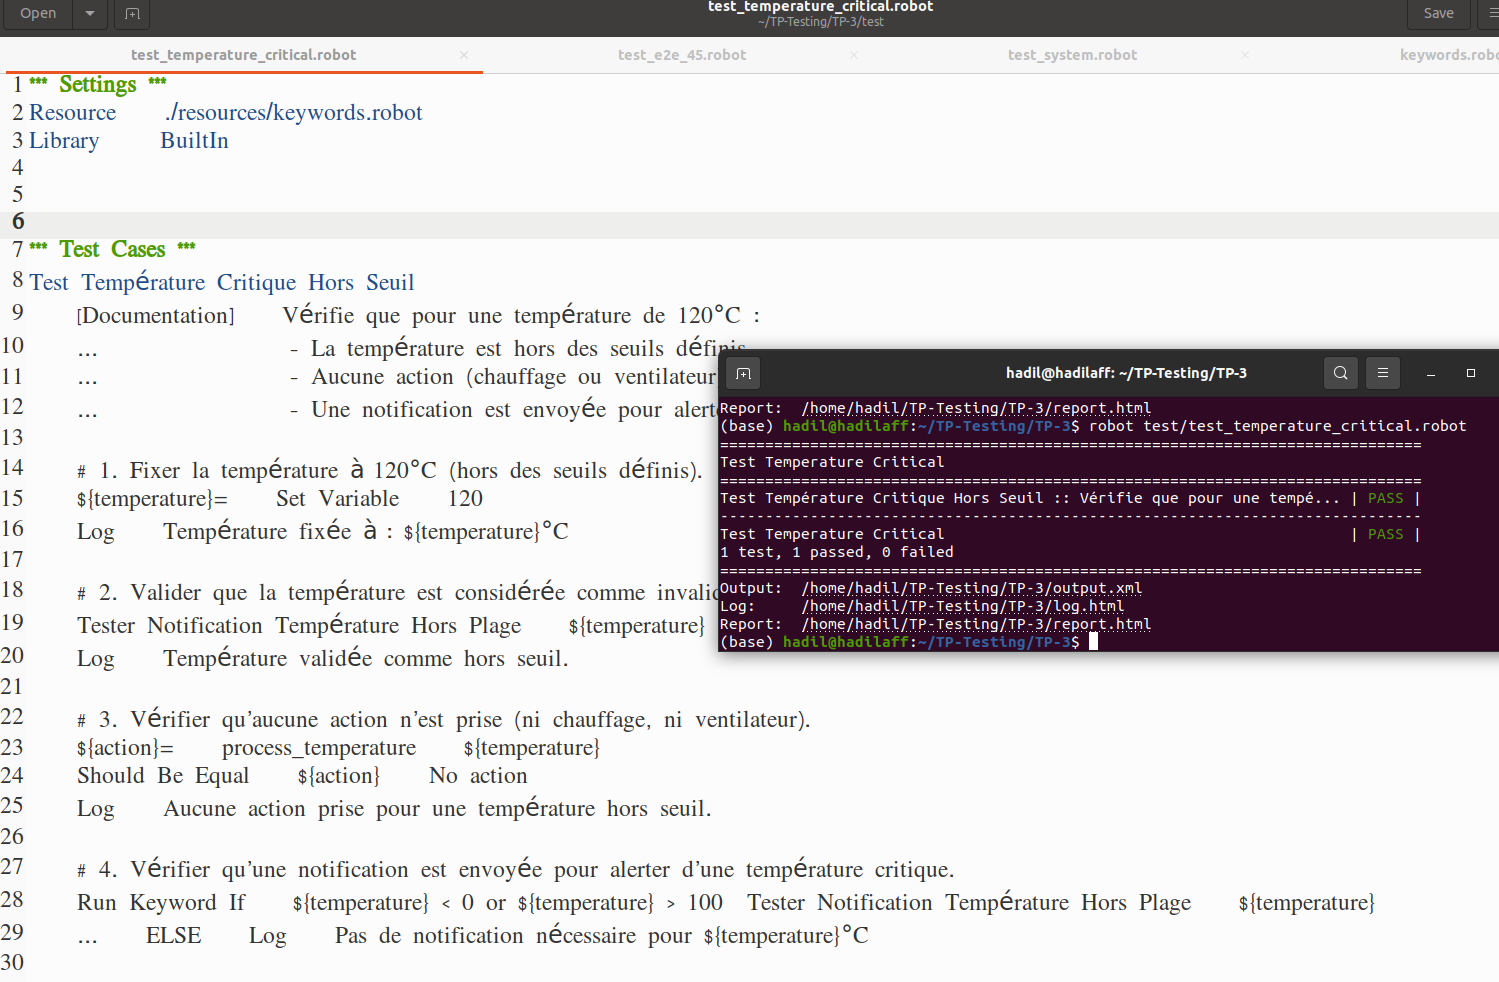 Open
test_temperature_critical.robot
~/TP-Testing/TP-3/test
Save
test_temperature_critical.robot × test_e2e_45.robot × test_system.robot × keywords.robo
1 *** Settings ***
2 Resource ./resources/keywords.robot
3 Library BuiltIn
4
5
6
7 *** Test Cases ***
8 Test Température Critique Hors Seuil
9 [Documentation] Vérifie que pour une température de 120°C :
10 ... - La température est hors des seuils définis
11 ... - Aucune action (chauffage ou ventilateur
12 ... - Une notification est envoyée pour alerte
13
14 # 1. Fixer la température à 120°C (hors des seuils définis).
15 ${temperature}= Set Variable 120
16 Log Température fixée à : ${temperature}°C
17
18 # 2. Valider que la température est considérée comme invalid
19 Tester Notification Température Hors Plage ${temperature}
20 Log Température validée comme hors seuil.
21
22 # 3. Vérifier qu’aucune action n’est prise (ni chauffage, ni ventilateur).
23 ${action}= process_temperature ${temperature}
24 Should Be Equal ${action} No action
25 Log Aucune action prise pour une température hors seuil.
26
27 # 4. Vérifier qu’une notification est envoyée pour alerter d’une température critique.
28 Run Keyword If ${temperature} < 0 or ${temperature} > 100 Tester Notification Température Hors Plage ${temperature}
29 ... ELSE Log Pas de notification nécessaire pour ${temperature}°C
30
hadil@hadilaff: ~/TP-Testing/TP-3
Report: /home/hadil/TP-Testing/TP-3/report.html
(base) hadil@hadilaff:~/TP-Testing/TP-3$ robot test/test_temperature_critical.robot
==============================================================================
Test Temperature Critical
==============================================================================
Test Température Critique Hors Seuil :: Vérifie que pour une tempé... | PASS |
------------------------------------------------------------------------------
Test Temperature Critical | PASS |
1 test, 1 passed, 0 failed
==============================================================================
Output: /home/hadil/TP-Testing/TP-3/output.xml
Log: /home/hadil/TP-Testing/TP-3/log.html
Report: /home/hadil/TP-Testing/TP-3/report.html
(base) hadil@hadilaff:~/TP-Testing/TP-3$